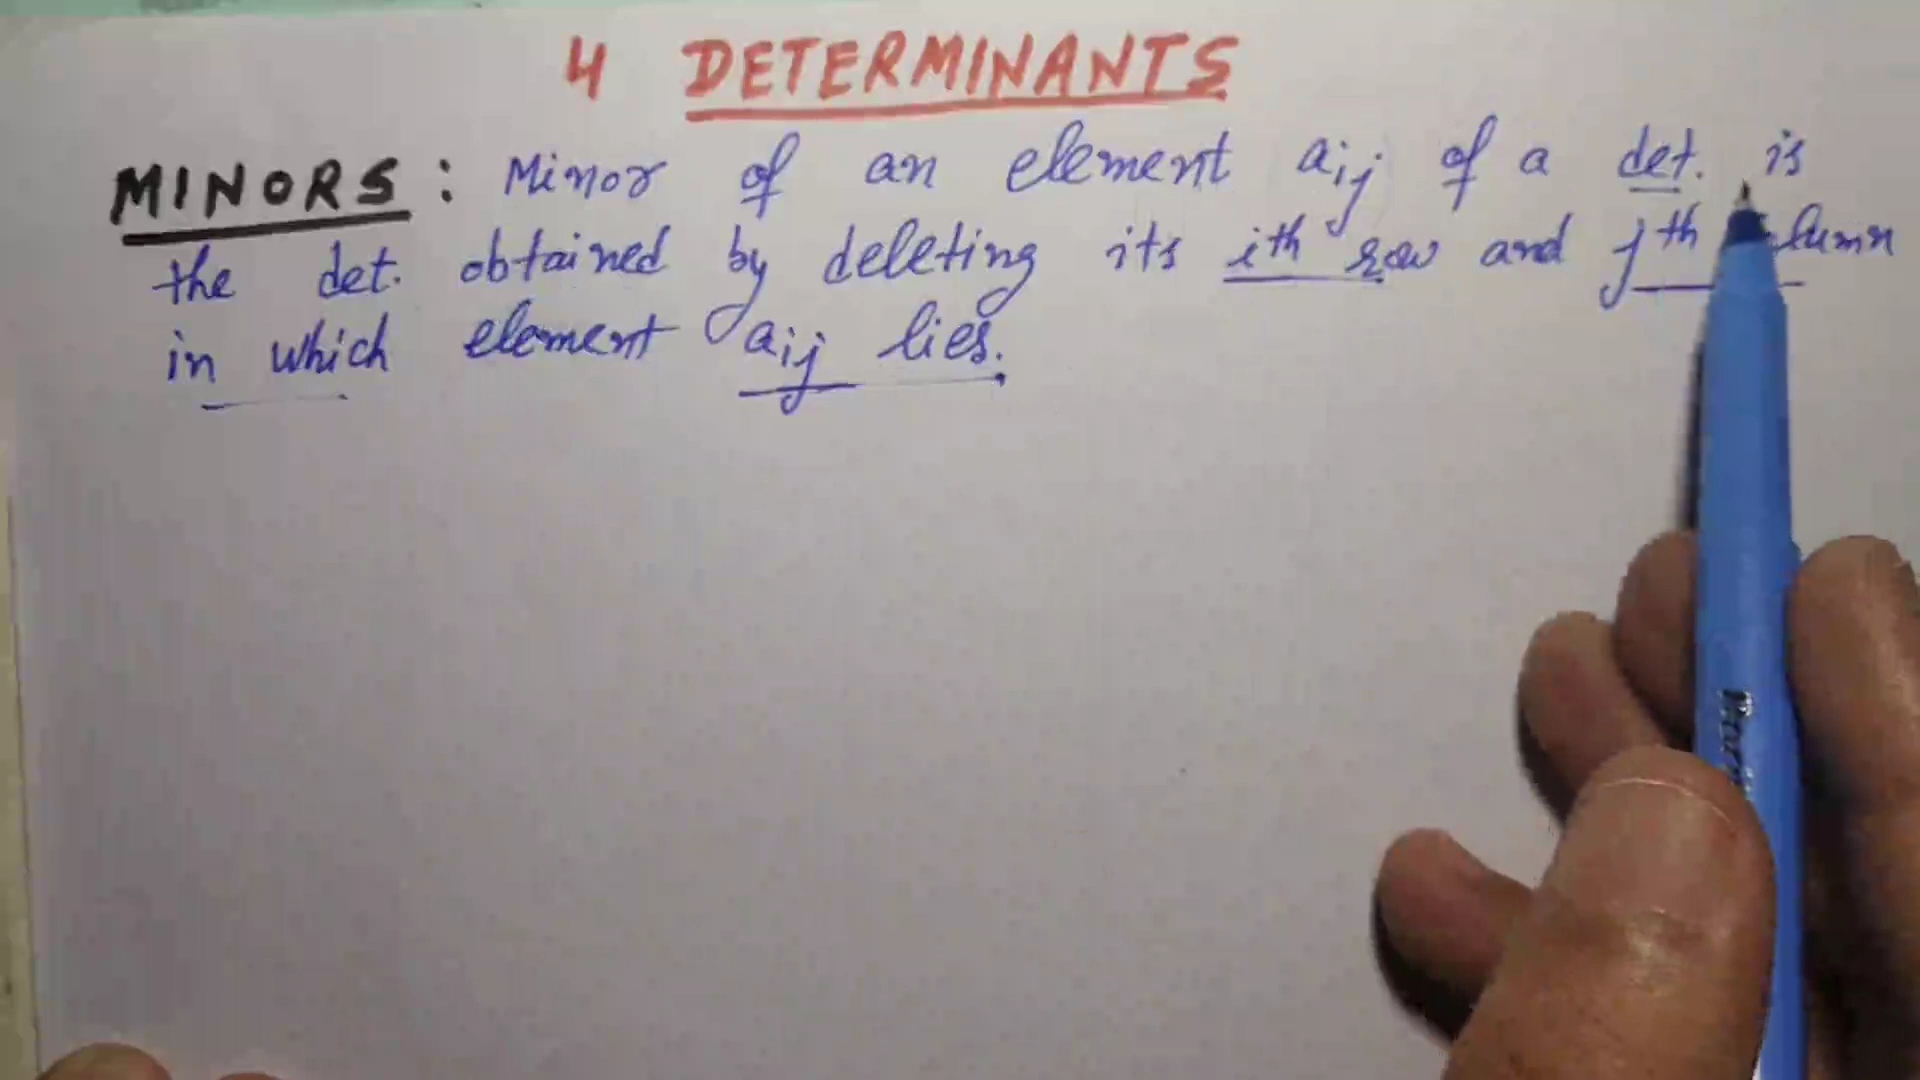 4 DETERMINANTS
MINORS : Minor of an element aij of a det. is
the det. obtained by deleting its ith row and jth
in which element aij lies.